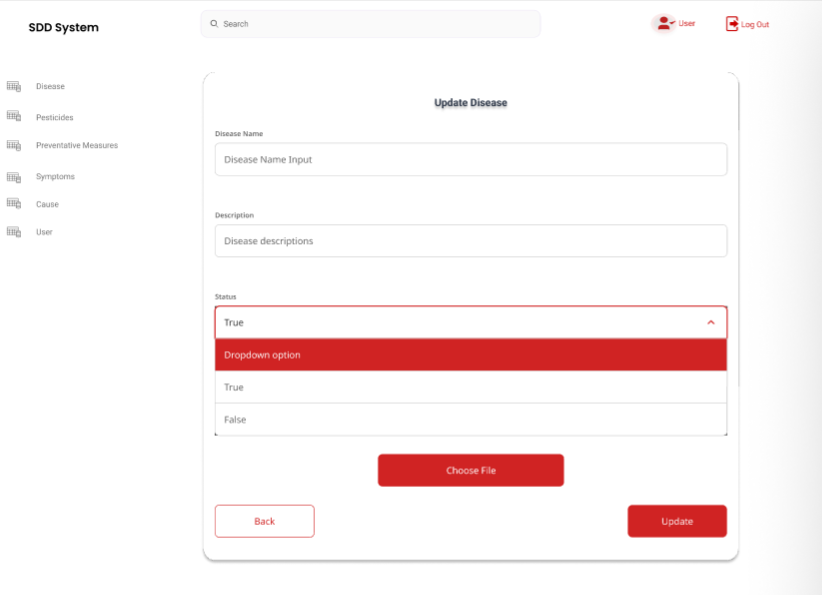 SDD System
Search
User
Log Out
Disease
Pesticides
Preventative Measures
Symptoms
Cause
User
Update Disease
Disease Name
Disease Name Input
Description
Disease descriptions
Status
True
Dropdown option
True
False
Choose File
Back
Update